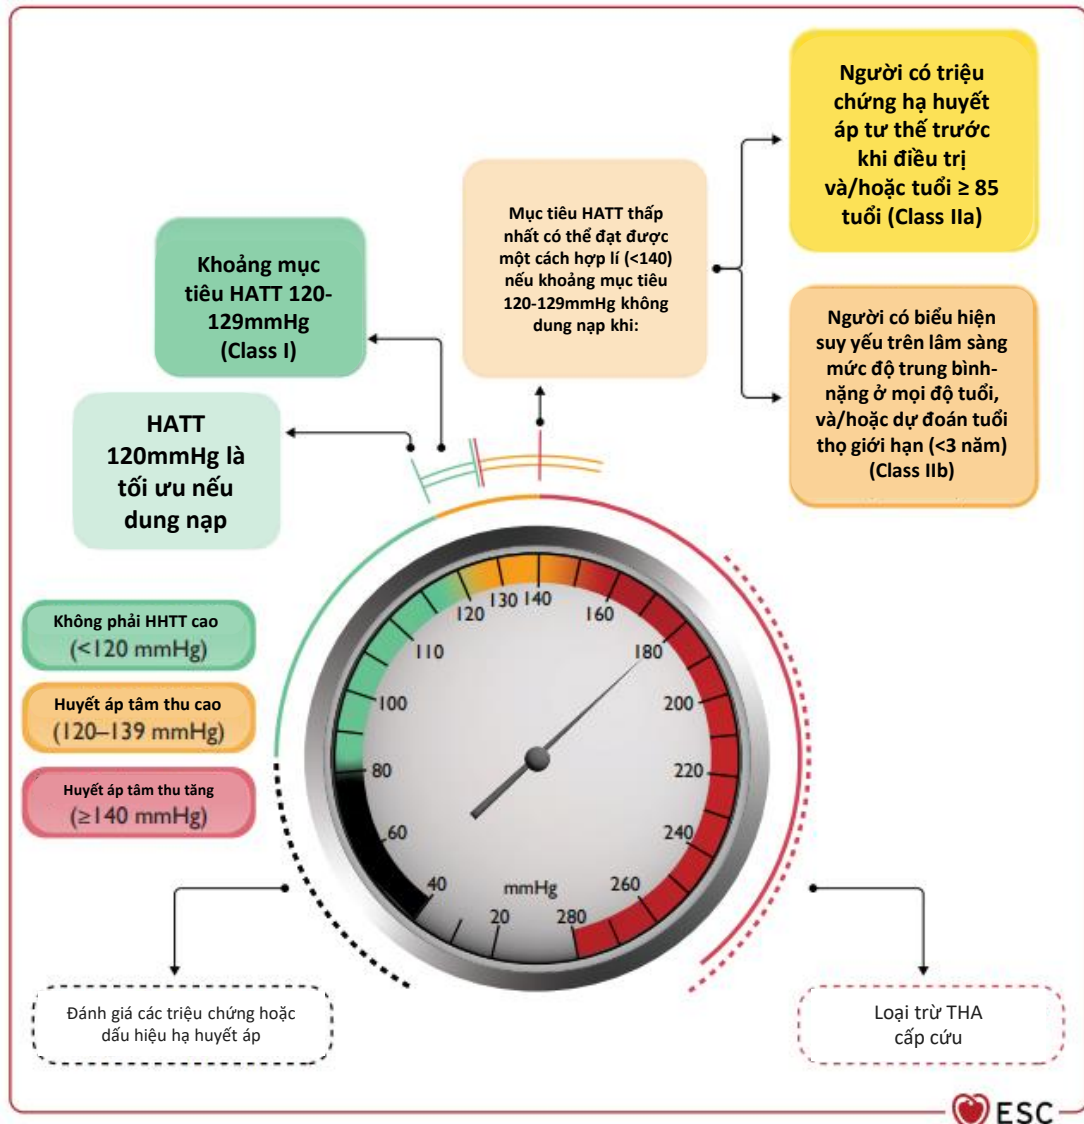 Người có triệu
chứng hạ huyết
áp tư thế trước
khi điều trị
và/hoặc tuổi ≥ 85
tuổi (Class IIa)
Mục tiêu HATT thấp
nhất có thể đạt được
một cách hợp lí (<140)
nếu khoảng mục tiêu
120-129mmHg không
dung nạp khi:
Khoảng mục
tiêu HATT 120-
129mmHg
(Class I)
Người có biểu hiện
suy yếu trên lâm sàng
mức độ trung bình-
nặng ở mọi độ tuổi,
và/hoặc dự đoán tuổi
thọ giới hạn (<3 năm)
(Class IIb)
HATT
120mmHg là
tối ưu nếu
dung nạp
Không phải HHTT cao
(<120 mmHg)
Huyết áp tâm thu cao
(120–139 mmHg)
Huyết áp tâm thu tăng
(≥140 mmHg)
20
40
60
80
100
110
120
130
140
160
180
200
220
240
260
280
mmHg
Đánh giá các triệu chứng hoặc
dấu hiệu hạ huyết áp
Loại trừ THA
cấp cứu
ESC